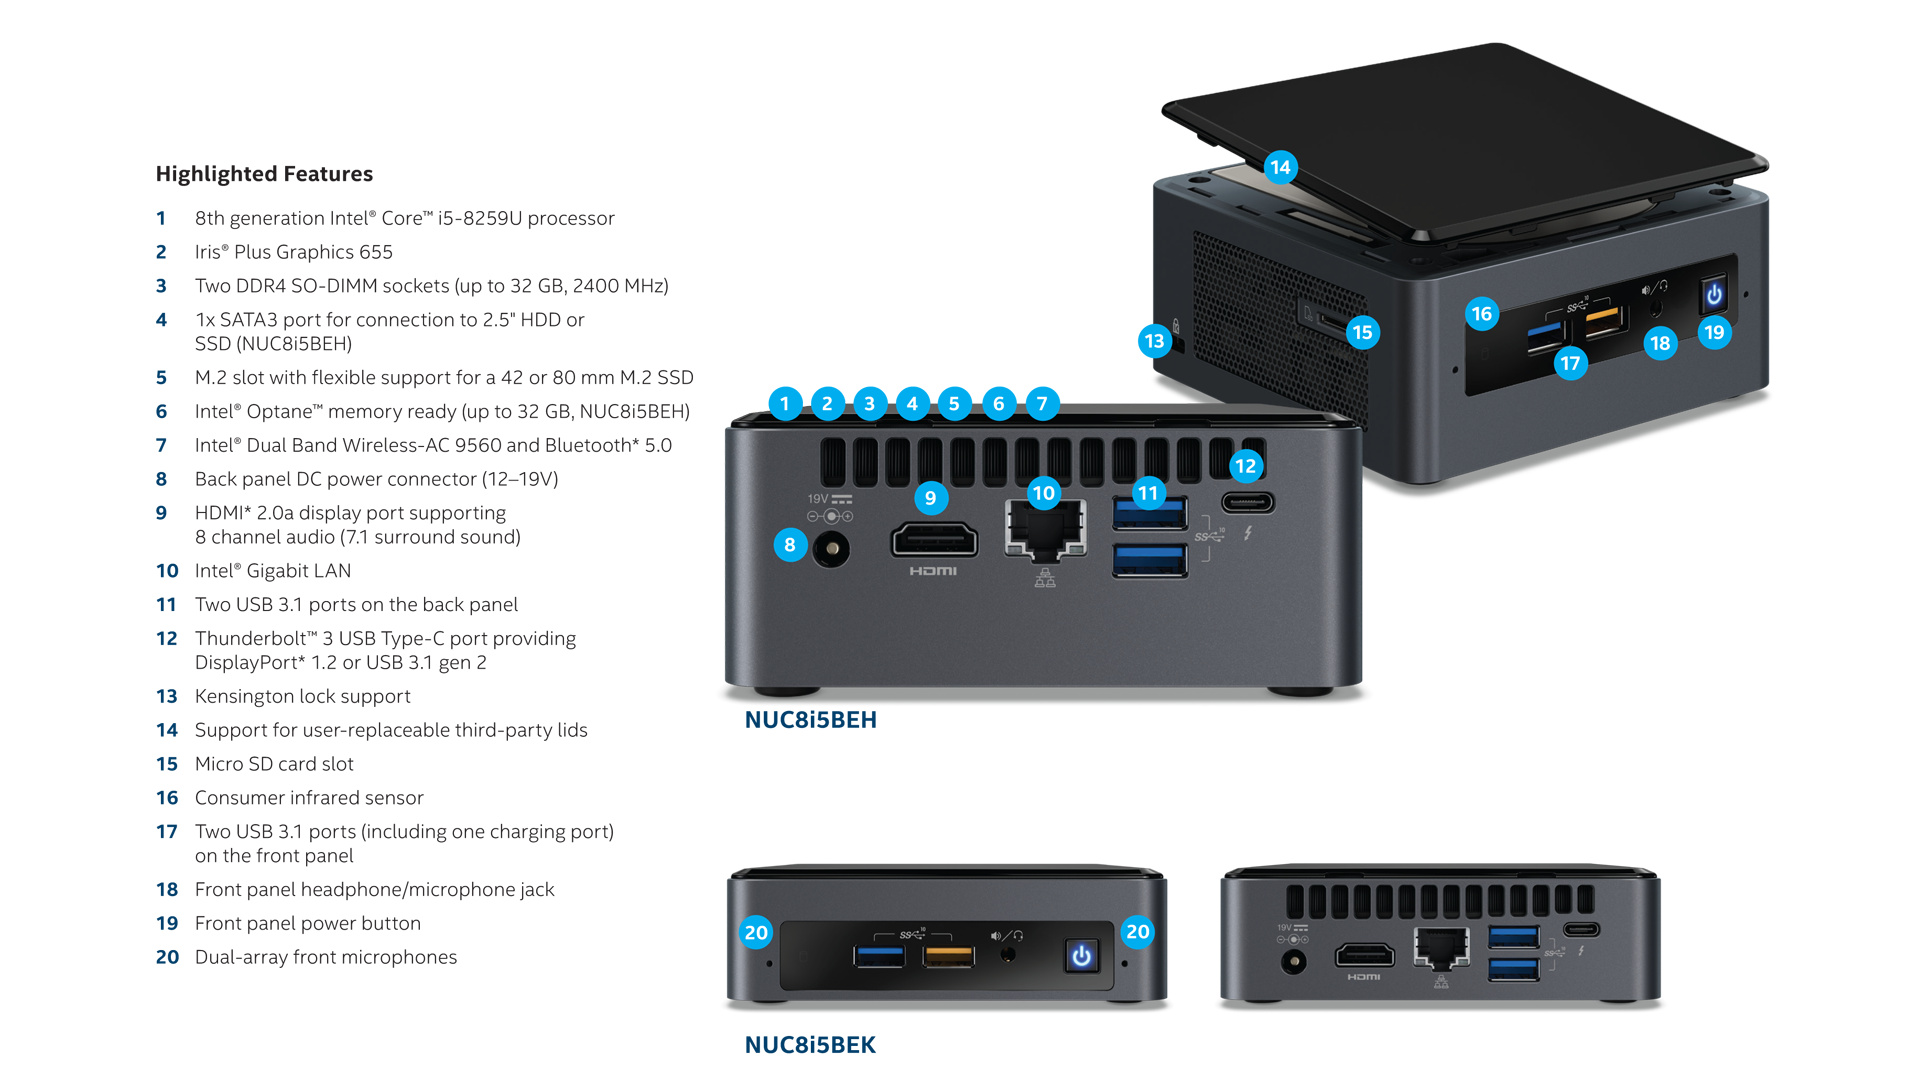 Highlighted Features
1 8th generation Intel® Core™ i5-8259U processor
2 Iris® Plus Graphics 655
3 Two DDR4 SO-DIMM sockets (up to 32 GB, 2400 MHz)
4 1x SATA3 port for connection to 2.5" HDD or
SSD (NUC8i5BEH)
5 M.2 slot with flexible support for a 42 or 80 mm M.2 SSD
6 Intel® Optane™ memory ready (up to 32 GB, NUC8i5BEH)
7 Intel® Dual Band Wireless-AC 9560 and Bluetooth* 5.0
8 Back panel DC power connector (12–19V)
9 HDMI* 2.0a display port supporting
8 channel audio (7.1 surround sound)
10 Intel® Gigabit LAN
11 Two USB 3.1 ports on the back panel
12 Thunderbolt™ 3 USB Type-C port providing
DisplayPort* 1.2 or USB 3.1 gen 2
13 Kensington lock support
14 Support for user-replaceable third-party lids
15 Micro SD card slot
16 Consumer infrared sensor
17 Two USB 3.1 ports (including one charging port)
on the front panel
18 Front panel headphone/microphone jack
19 Front panel power button
20 Dual-array front microphones
14
16
SS 10
13
15
17
18
19
1 2 3 4 5 6 7
12
9
10
11
19V
8
SS 10
HDMI
NUC8i5BEH
20
SS 10
20
NUC8i5BEK
19V
SS 10
HDMI